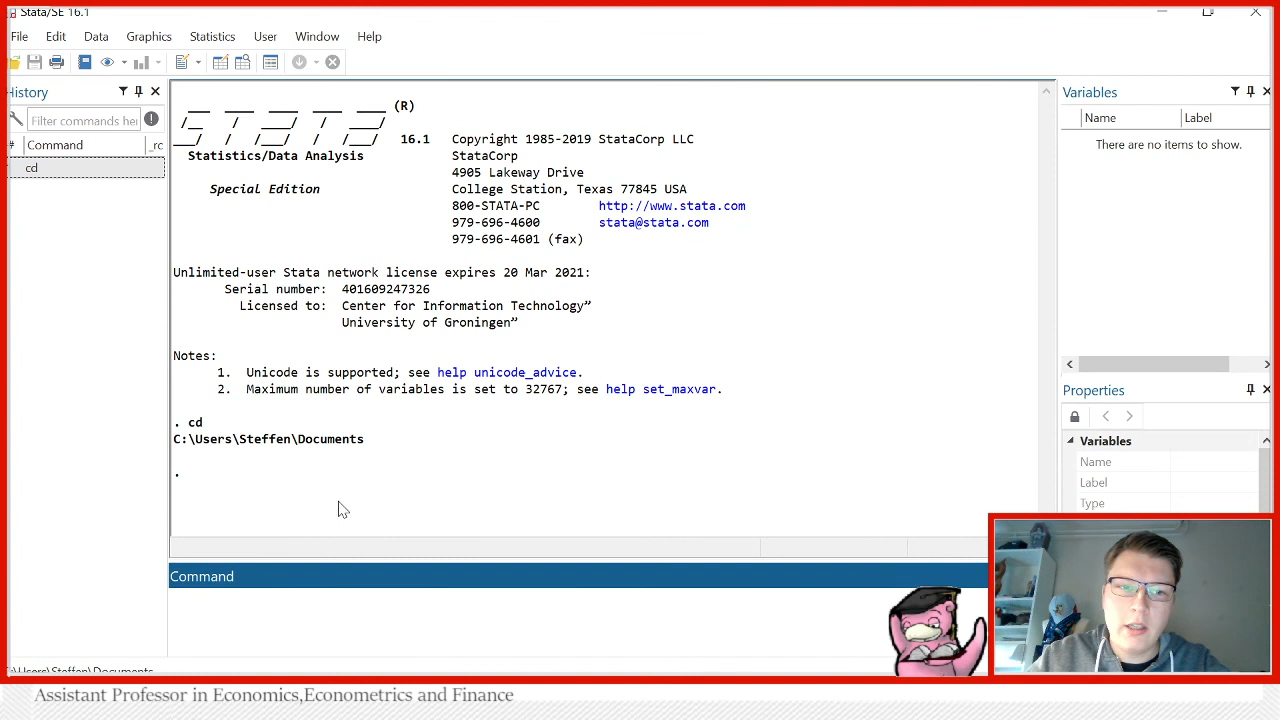 Stata/SE 16.1
File Edit Data Graphics Statistics User Window Help
History
Filter commands her
# Command _rc
cd
(R)
16.1 Copyright 1985-2019 StataCorp LLC
Statistics/Data Analysis StataCorp
4905 Lakeway Drive
Special Edition College Station, Texas 77845 USA
800-STATA-PC http://www.stata.com
979-696-4600 stata@stata.com
979-696-4601 (fax)
Unlimited-user Stata network license expires 20 Mar 2021:
Serial number: 401609247326
Licensed to: Center for Information Technology”
University of Groningen”
Notes:
1. Unicode is supported; see help unicode_advice.
2. Maximum number of variables is set to 32767; see help set_maxvar.
. cd
C:\Users\Steffen\Documents
.
Command
Variables
Name Label
There are no items to show.
Properties
Variables
Name
Label
Type
C:\Users\Steffen\Documents
Assistant Professor in Economics,Econometrics and Finance